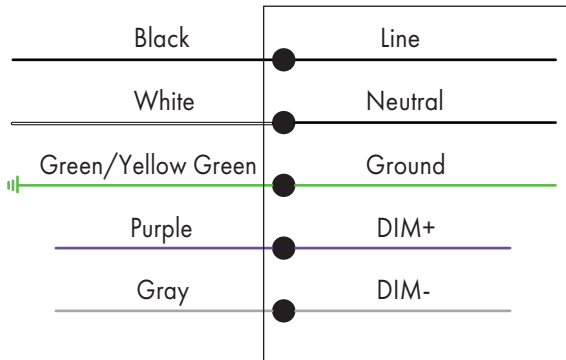 Black Line
White Neutral
Green/Yellow Green Ground
Purple DIM+
Gray DIM-